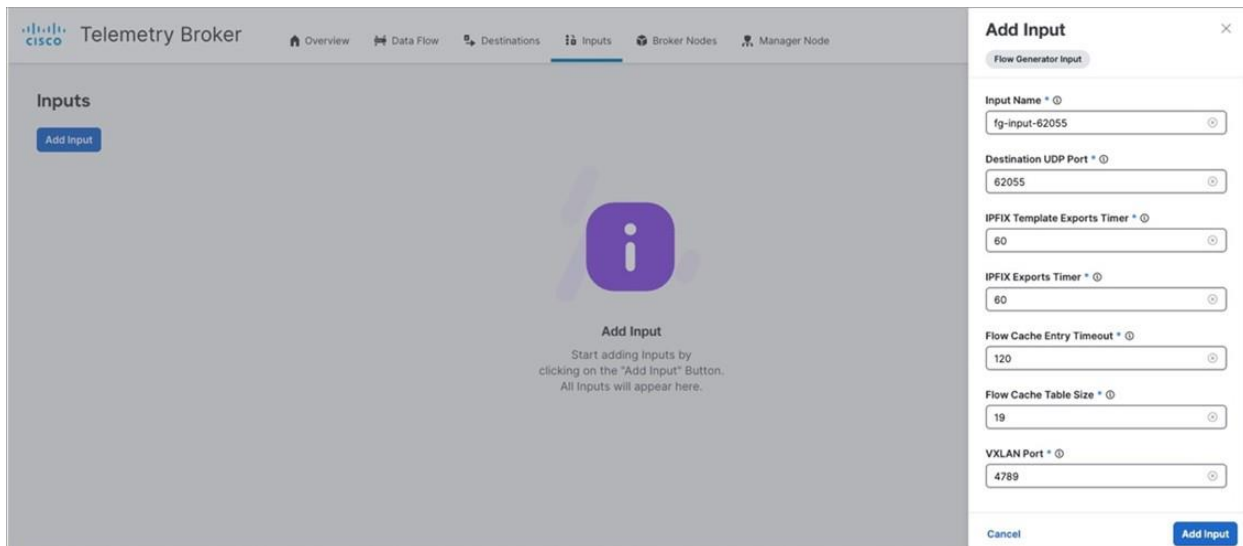 CISCO Telemetry Broker
Overview Data Flow Destinations Inputs Broker Nodes Manager Node
Inputs
Add Input
Add Input
Start adding Inputs by
clicking on the "Add Input" Button.
All Inputs will appear here.
Add Input
Flow Generator Input
Input Name *
fg-input-62055
Destination UDP Port *
62055
IPFIX Template Exports Timer *
60
IPFIX Exports Timer *
60
Flow Cache Entry Timeout *
120
Flow Cache Table Size *
19
VXLAN Port *
4789
Cancel Add Input